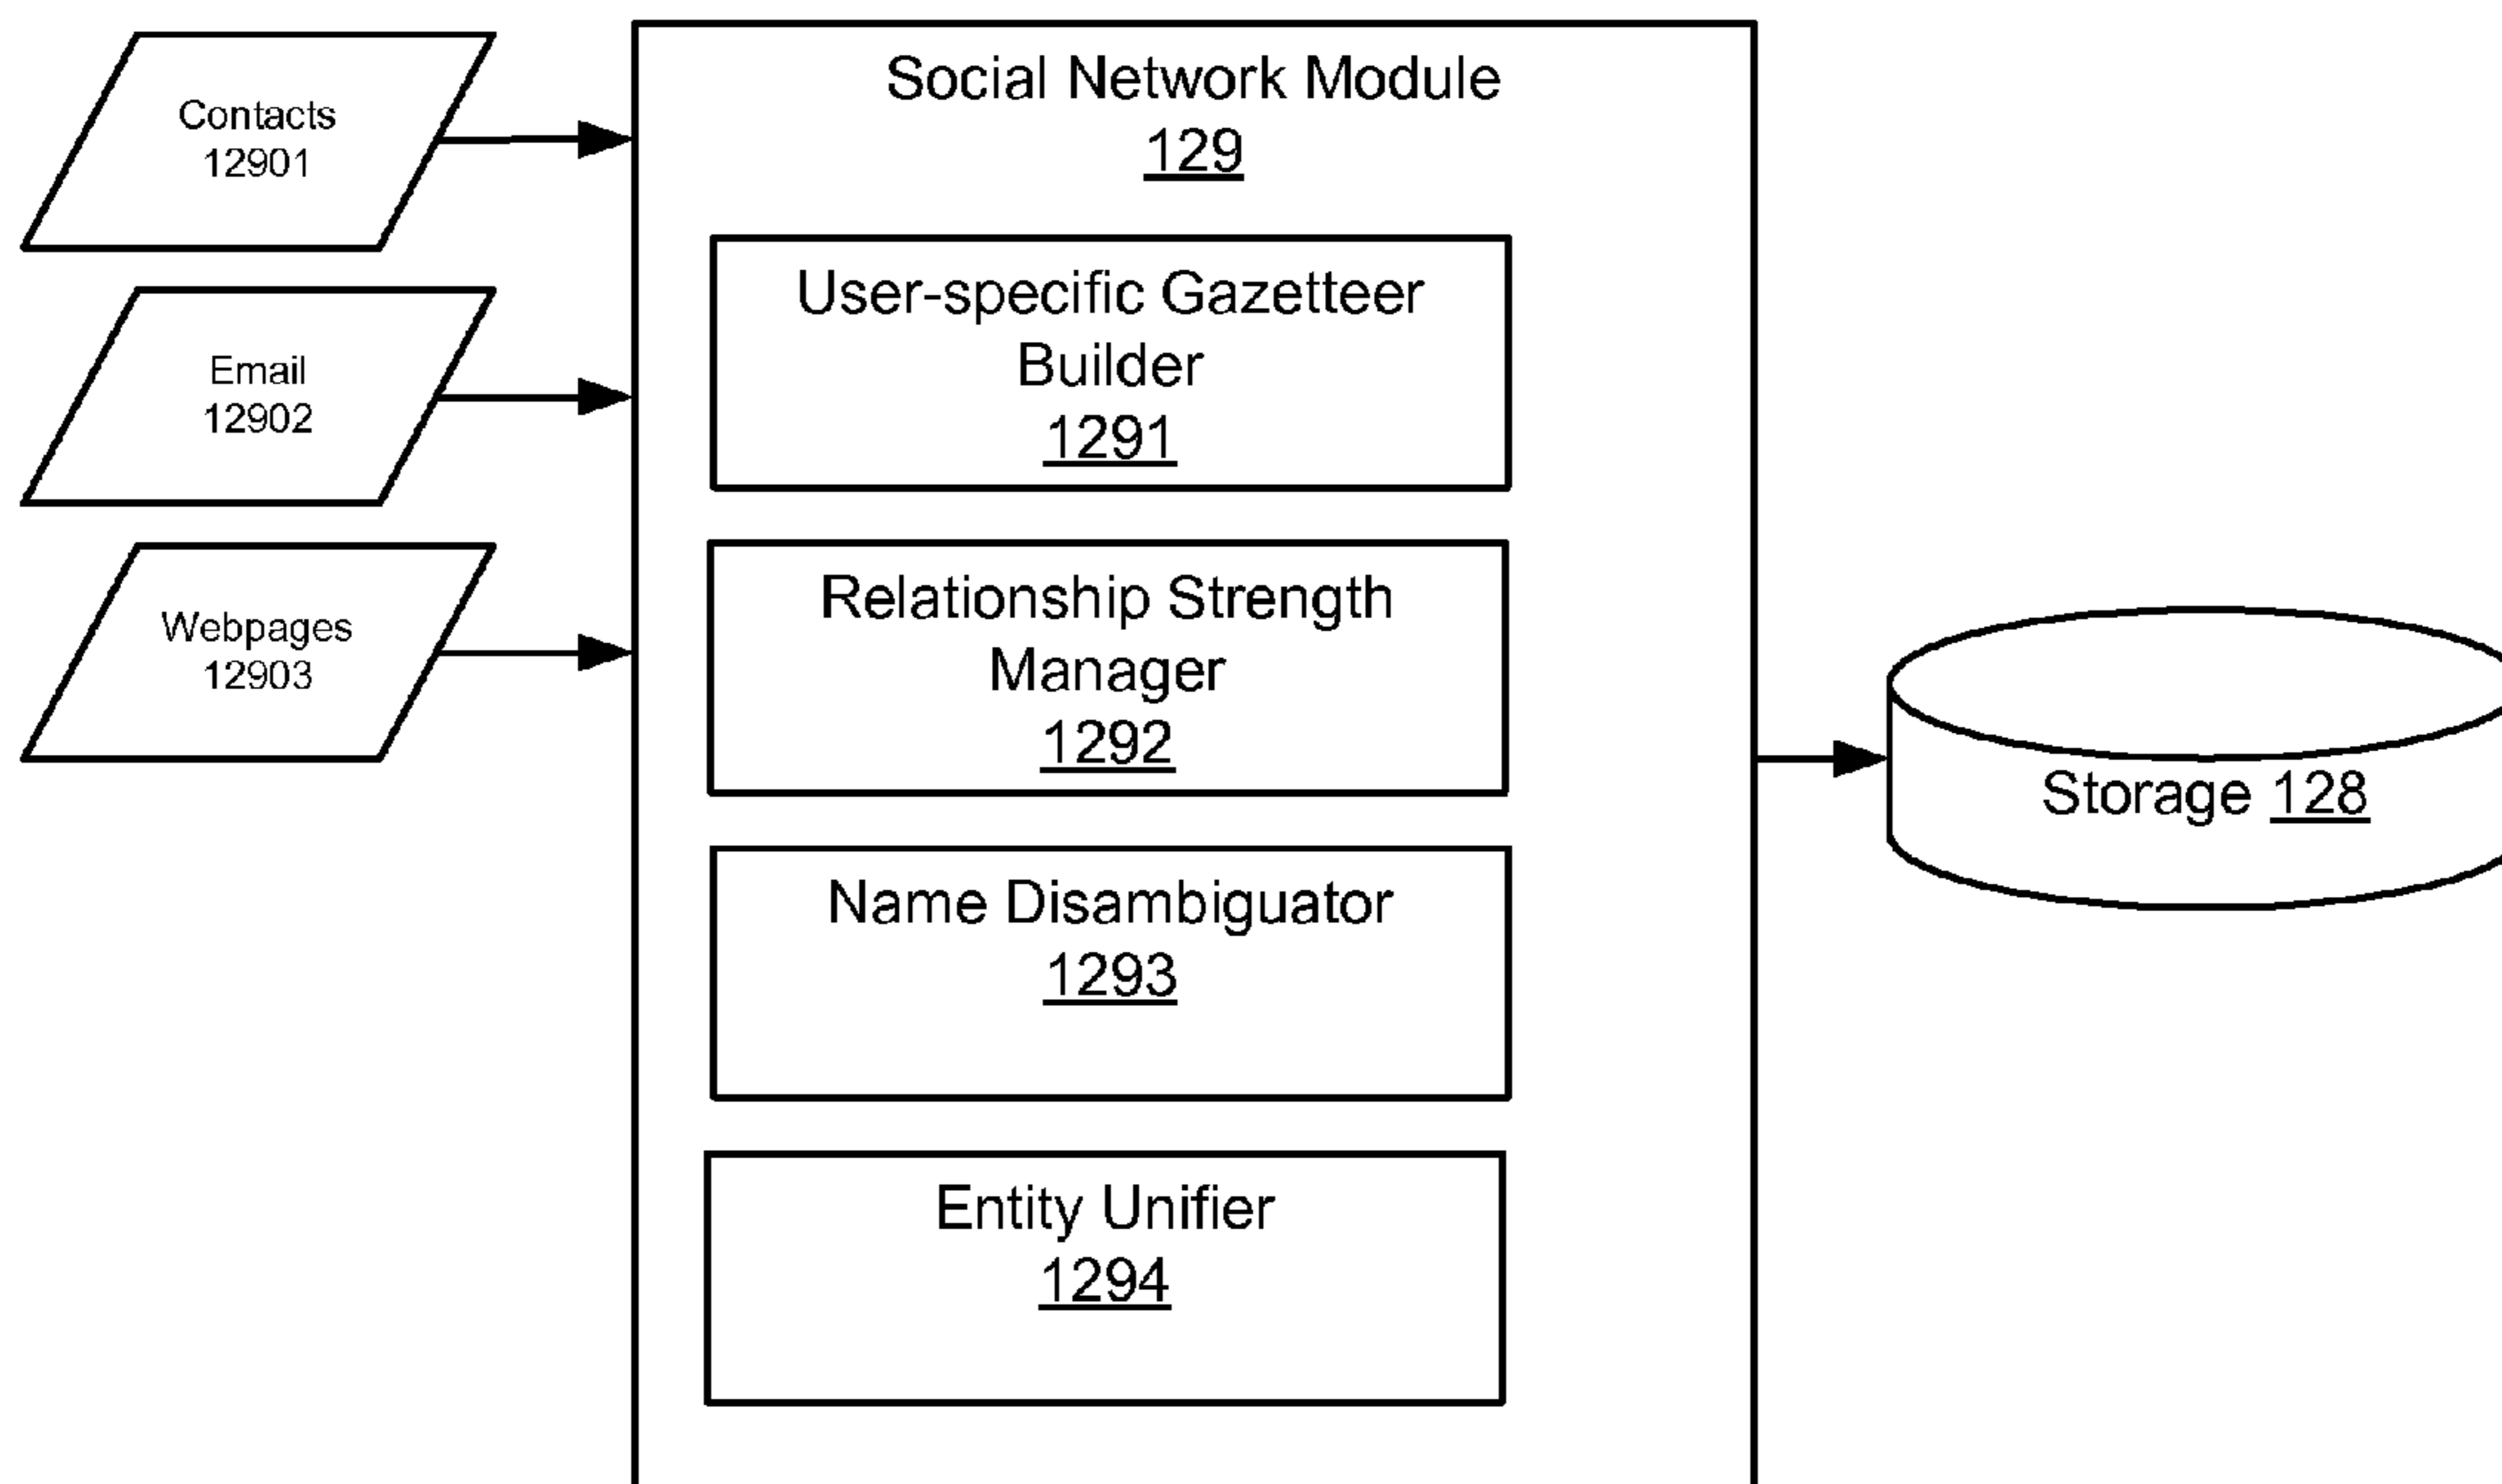 Contacts
12901
Email
12902
Webpages
12903
Social Network Module
129
User-specific Gazetteer
Builder
1291
Relationship Strength
Manager
1292
Name Disambiguator
1293
Entity Unifier
1294
Storage 128